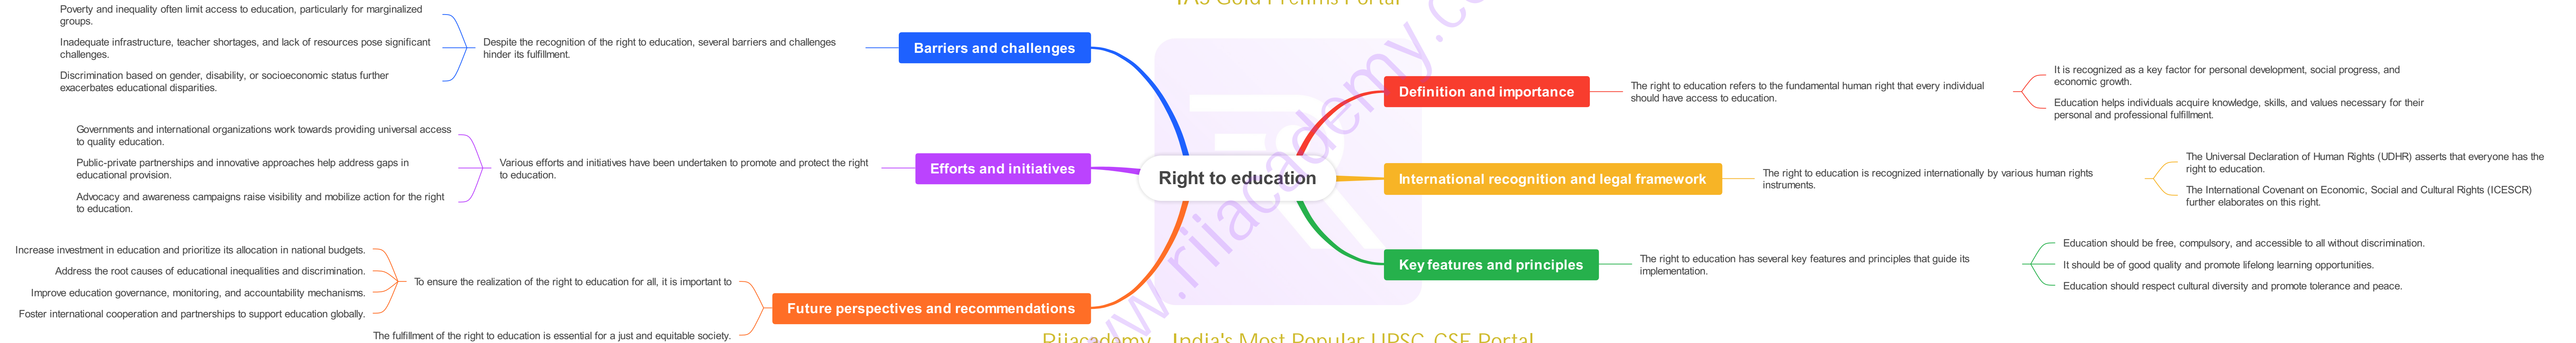 IAS Gold Prelims Portal
Right to education
Definition and importance
The right to education refers to the fundamental human right that every individual
should have access to education.
It is recognized as a key factor for personal development, social progress, and
economic growth.
Education helps individuals acquire knowledge, skills, and values necessary for their
personal and professional fulfillment.
International recognition and legal framework
The right to education is recognized internationally by various human rights
instruments.
The Universal Declaration of Human Rights (UDHR) asserts that everyone has the
right to education.
The International Covenant on Economic, Social and Cultural Rights (ICESCR)
further elaborates on this right.
Key features and principles
The right to education has several key features and principles that guide its
implementation.
Education should be free, compulsory, and accessible to all without discrimination.
It should be of good quality and promote lifelong learning opportunities.
Education should respect cultural diversity and promote tolerance and peace.
Barriers and challenges
Despite the recognition of the right to education, several barriers and challenges
hinder its fulfillment.
Poverty and inequality often limit access to education, particularly for marginalized
groups.
Inadequate infrastructure, teacher shortages, and lack of resources pose significant
challenges.
Discrimination based on gender, disability, or socioeconomic status further
exacerbates educational disparities.
Efforts and initiatives
Various efforts and initiatives have been undertaken to promote and protect the right
to education.
Governments and international organizations work towards providing universal access
to quality education.
Public-private partnerships and innovative approaches help address gaps in
educational provision.
Advocacy and awareness campaigns raise visibility and mobilize action for the right
to education.
Future perspectives and recommendations
To ensure the realization of the right to education for all, it is important to
Increase investment in education and prioritize its allocation in national budgets.
Address the root causes of educational inequalities and discrimination.
Improve education governance, monitoring, and accountability mechanisms.
Foster international cooperation and partnerships to support education globally.
The fulfillment of the right to education is essential for a just and equitable society.
Rijacademy - India's Most Popular UPSC CSE Portal